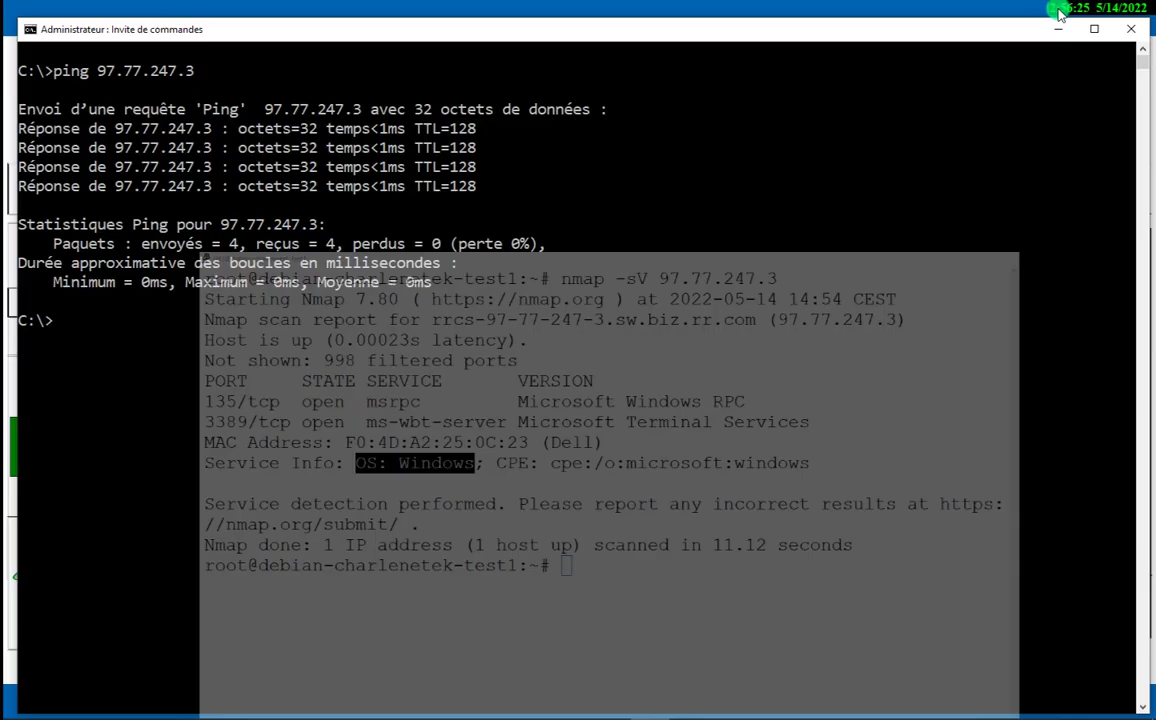 56:25 5/14/2022
Administrateur : Invite de commandes
C:\>ping 97.77.247.3
Envoi d’une requête 'Ping'  97.77.247.3 avec 32 octets de données :
Réponse de 97.77.247.3 : octets=32 temps<1ms TTL=128
Réponse de 97.77.247.3 : octets=32 temps<1ms TTL=128
Réponse de 97.77.247.3 : octets=32 temps<1ms TTL=128
Réponse de 97.77.247.3 : octets=32 temps<1ms TTL=128
Statistiques Ping pour 97.77.247.3:
Paquets : envoyés = 4, reçus = 4, perdus = 0 (perte 0%),
Durée approximative des boucles en millisecondes :
Minimum = 0ms, Maximum = 0ms, Moyenne = 0ms
C:\>
root@debian-charlenetek-test1:~# nmap -sV 97.77.247.3
Starting Nmap 7.80 ( https://nmap.org ) at 2022-05-14 14:54 CEST
Nmap scan report for rrcs-97-77-247-3.sw.biz.rr.com (97.77.247.3)
Host is up (0.00023s latency).
Not shown: 998 filtered ports
PORT     STATE SERVICE       VERSION
135/tcp  open  msrpc         Microsoft Windows RPC
3389/tcp open  ms-wbt-server Microsoft Terminal Services
MAC Address: F0:4D:A2:25:0C:23 (Dell)
Service Info: OS: Windows; CPE: cpe:/o:microsoft:windows
Service detection performed. Please report any incorrect results at https:
//nmap.org/submit/ .
Nmap done: 1 IP address (1 host up) scanned in 11.12 seconds
root@debian-charlenetek-test1:~#